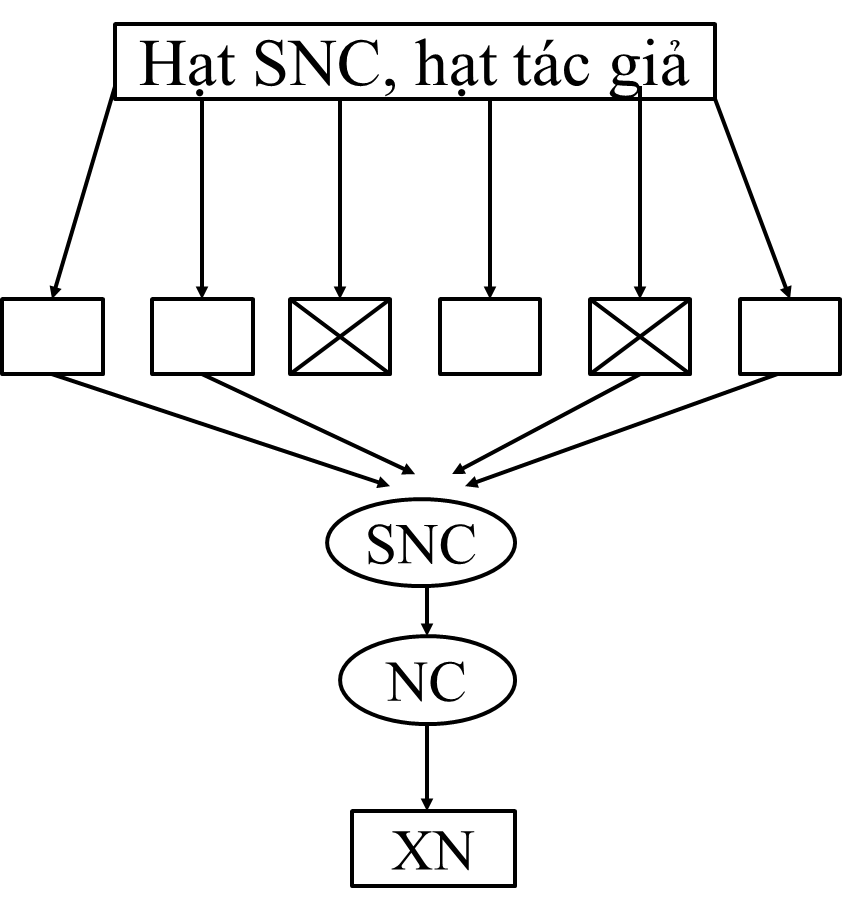 Hạt SNC, hạt tác giả
SNC
NC
XN